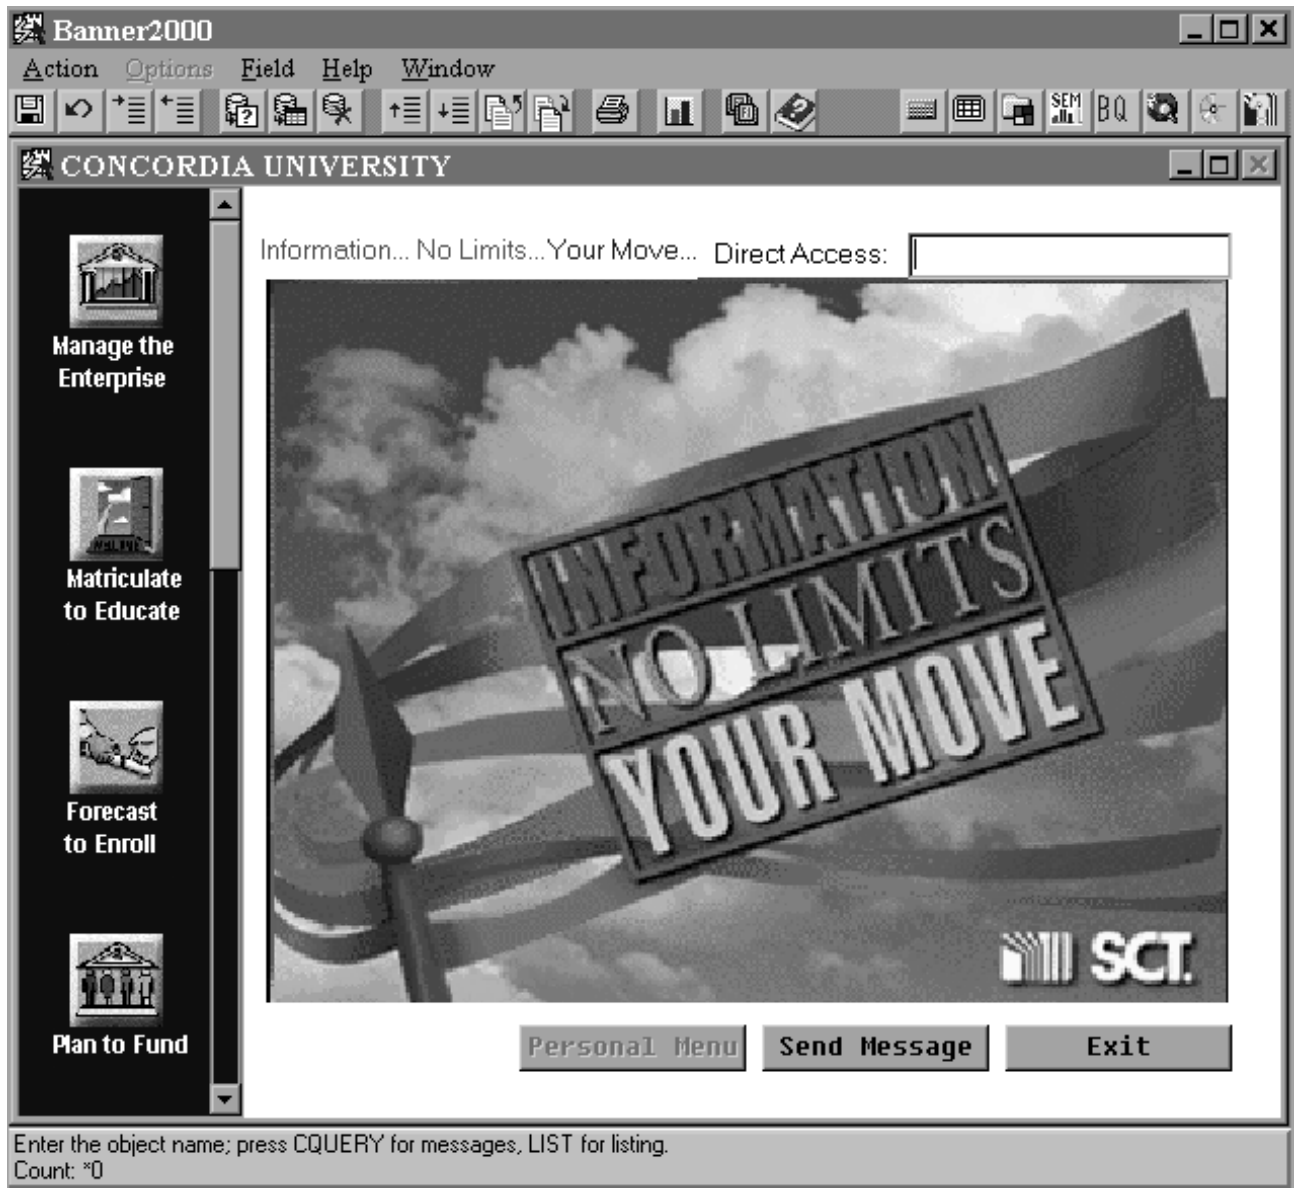 Banner2000
Action Options Field Help Window
SEM BQ
CONCORDIA UNIVERSITY
Information... No Limits...Your Move... Direct Access:
Manage the
Enterprise
Matriculate
to Educate
Forecast
to Enroll
Plan to Fund
INFORMATION
NO LIMITS
YOUR MOVE
SCT.
Personal Menu Send Message Exit
Enter the object name; press CQUERY for messages, LIST for listing.
Count: *0